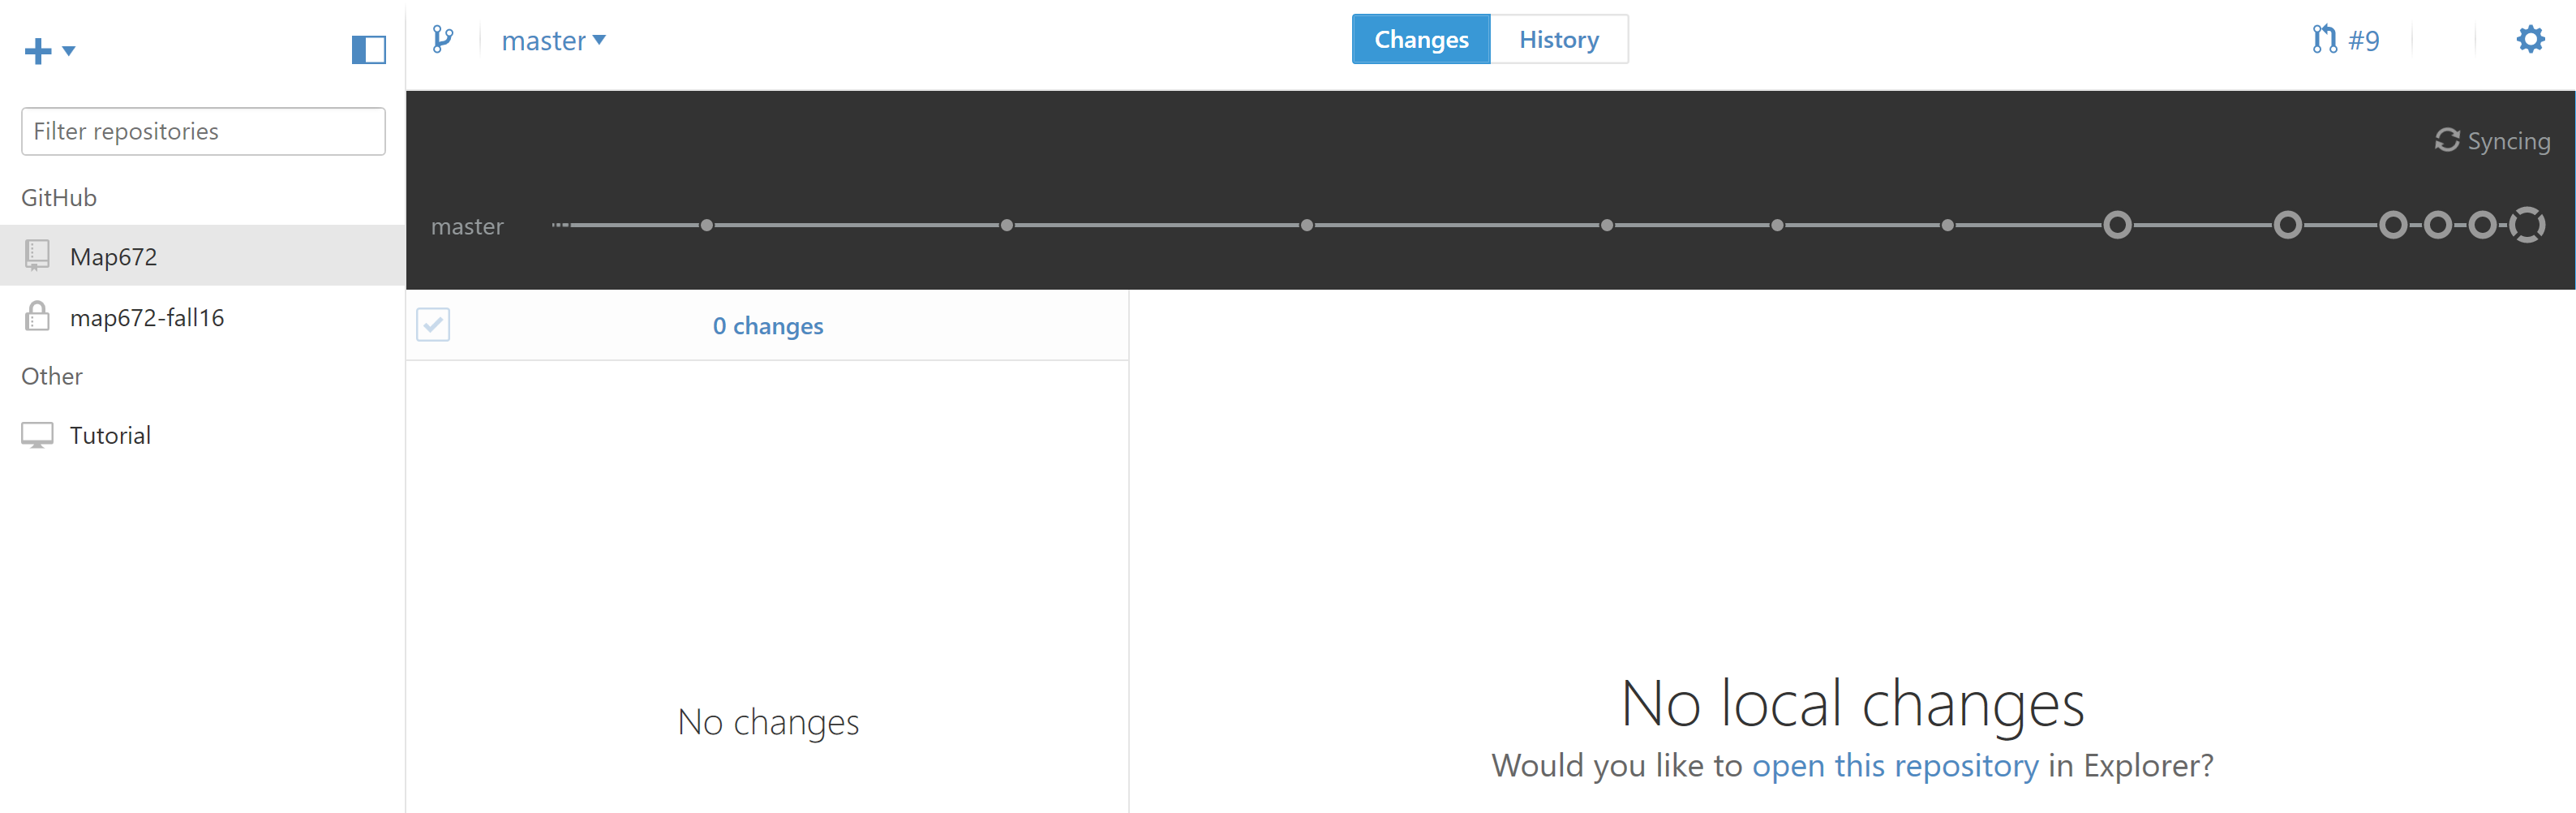 master
Changes
History
#9
Filter repositories
Syncing
GitHub
master
Map672
map672-fall16
0 changes
Other
Tutorial
No changes
No local changes
Would you like to open this repository in Explorer?